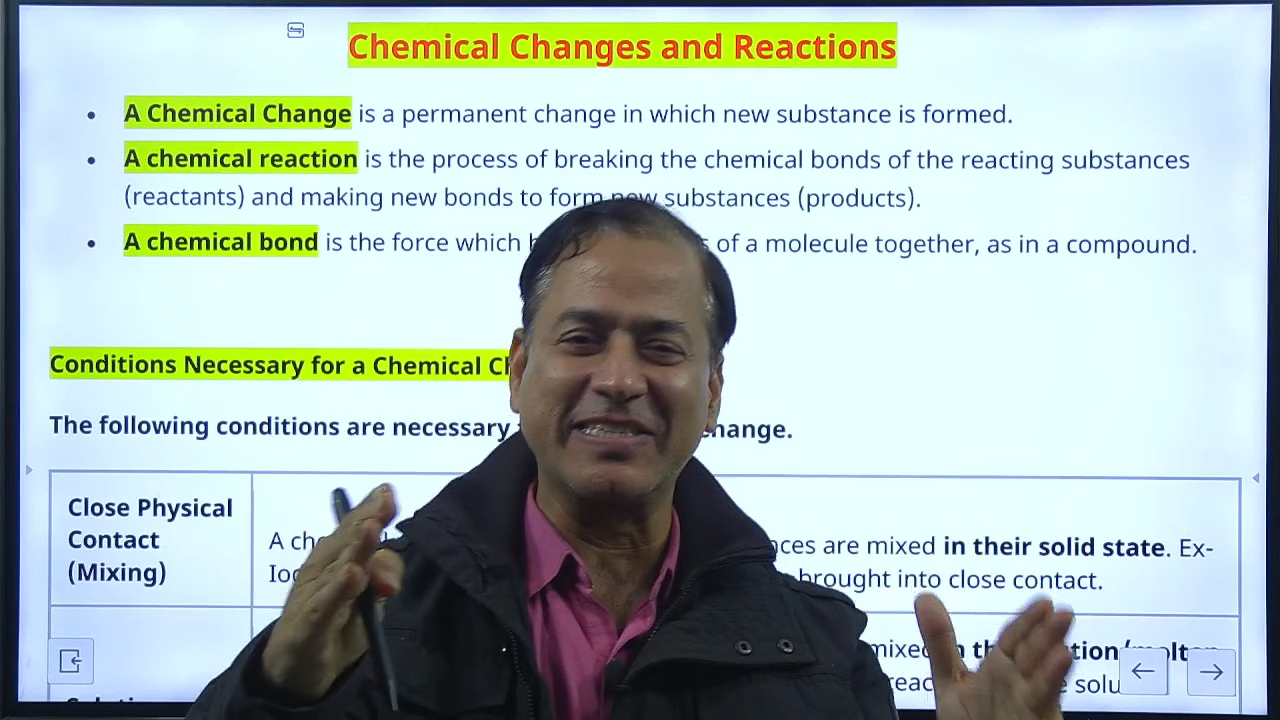 Chemical Changes and Reactions
• A Chemical Change is a permanent change in which new substance is formed.
• A chemical reaction is the process of breaking the chemical bonds of the reacting substances
(reactants) and making new bonds to form new substances (products).
• A chemical bond is the force which of a molecule together, as in a compound.
Conditions Necessary for a Chemical
The following conditions are necessary change.
Close Physical
Contact
(Mixing)
A are mixed in their solid state. Ex-
brought into close contact.
mixed